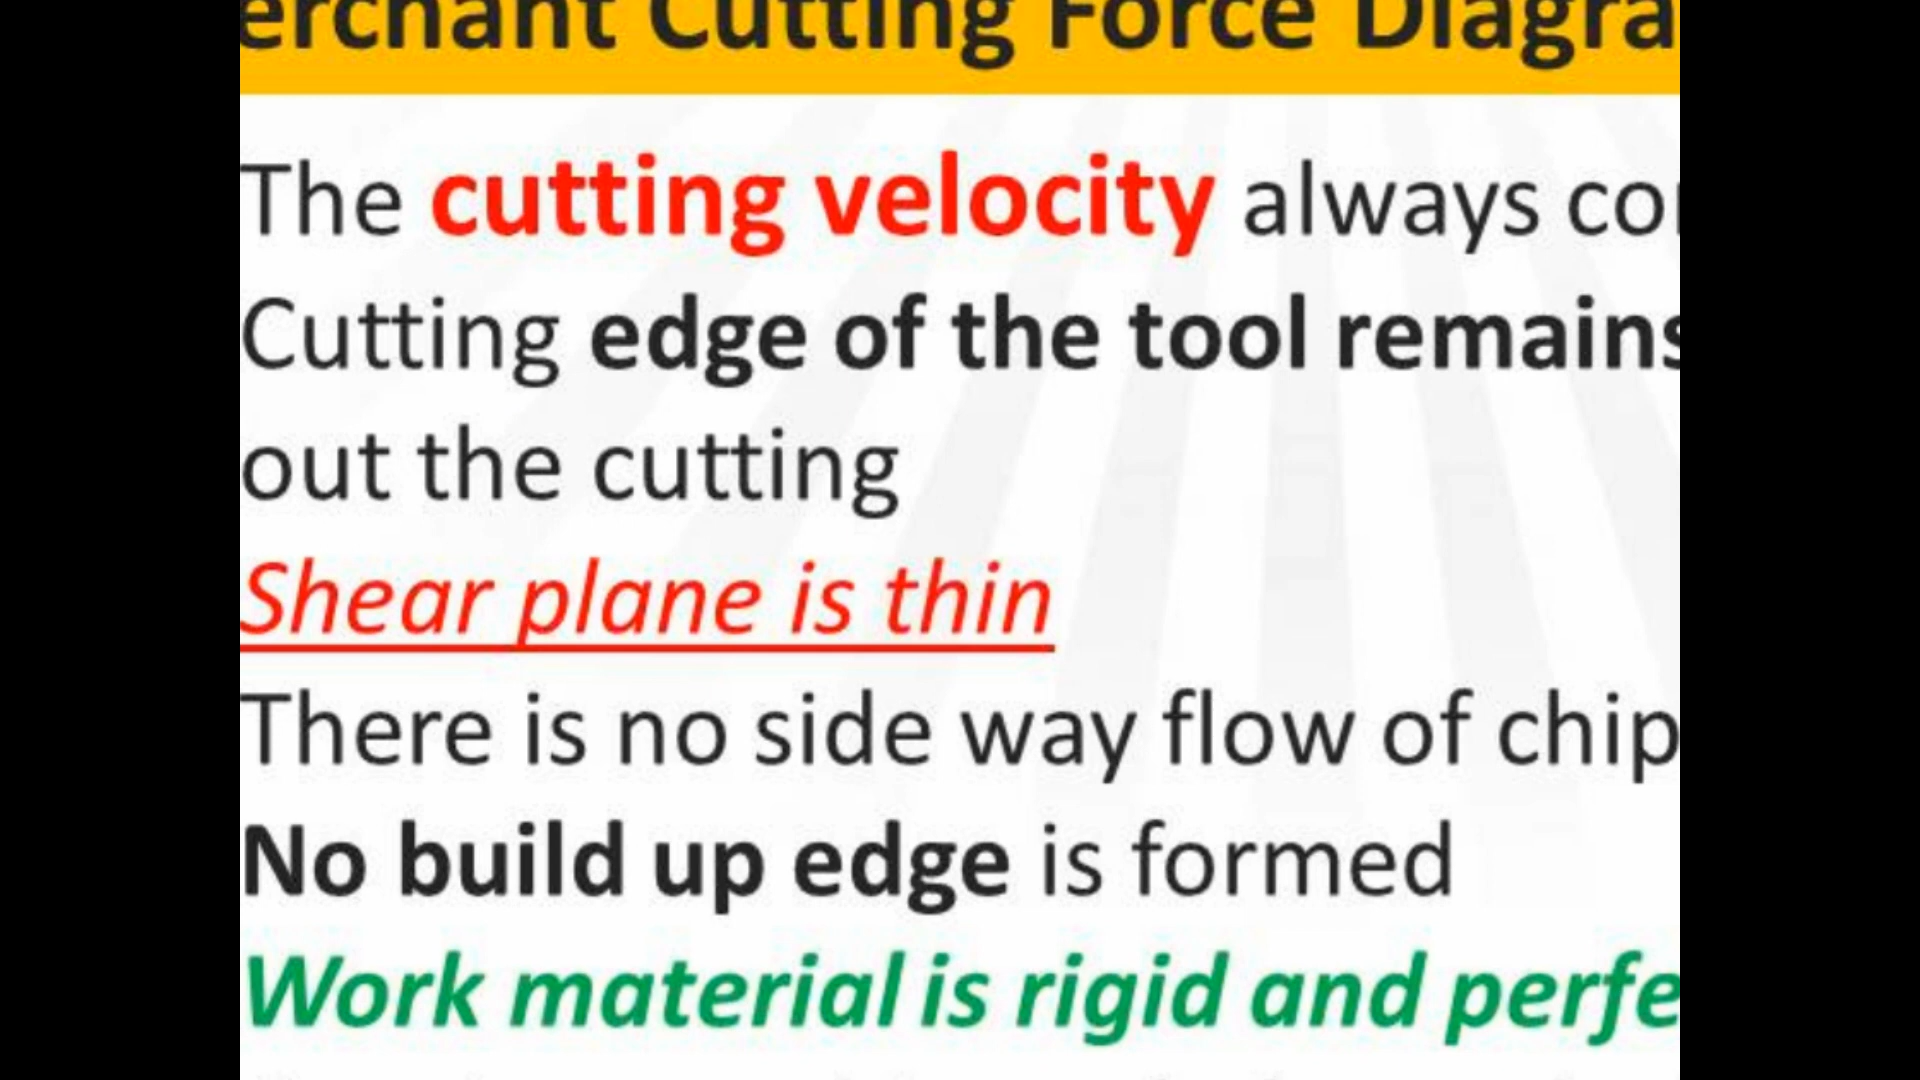 erchant Cutting Force Diagra
The cutting velocity always co
Cutting edge of the tool remains
out the cutting
Shear plane is thin
There is no side way flow of chip
No build up edge is formed
Work material is rigid and perfe